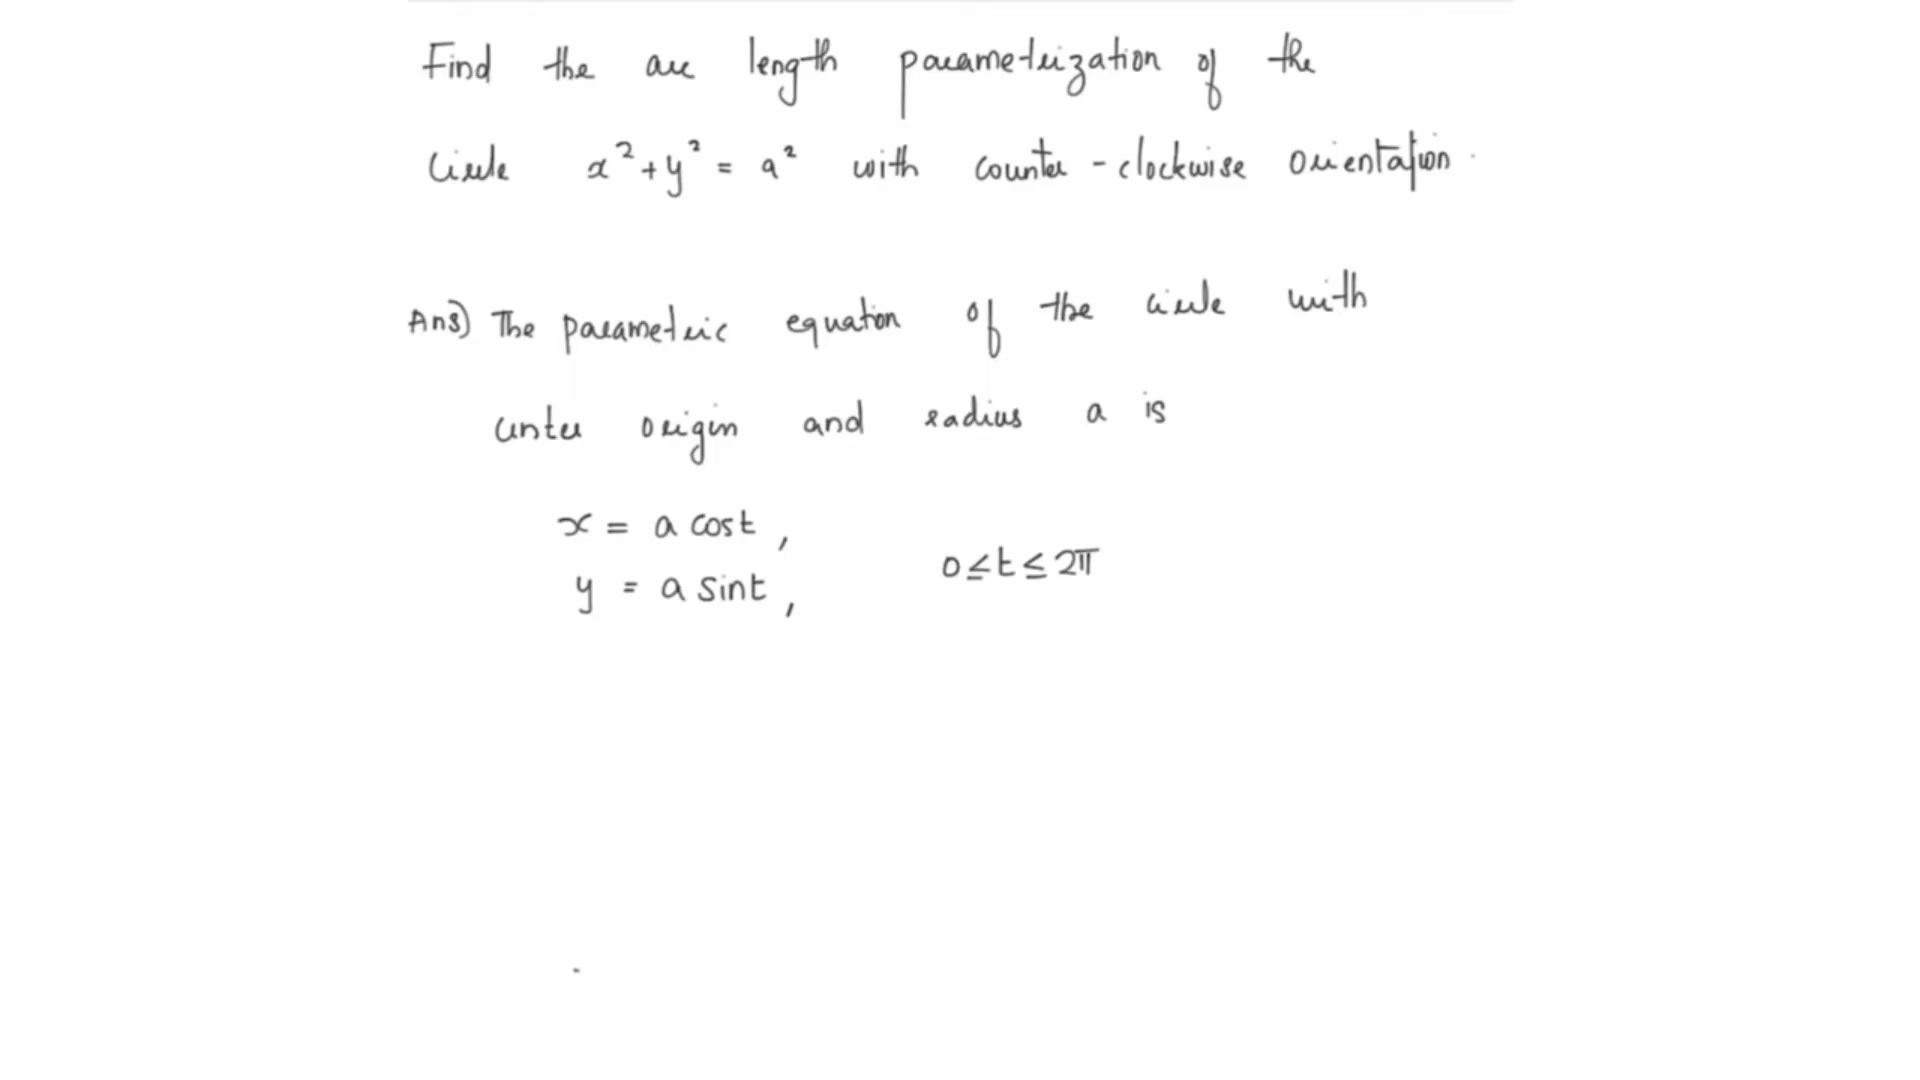 Find the arc length parameterization of the
Circle x²+y² = a² with counter-clockwise orientation.
Ans) The parametric equation of the circle with
center origin and radius a is
x = a cost,
y = a sint, 0≤t≤2π